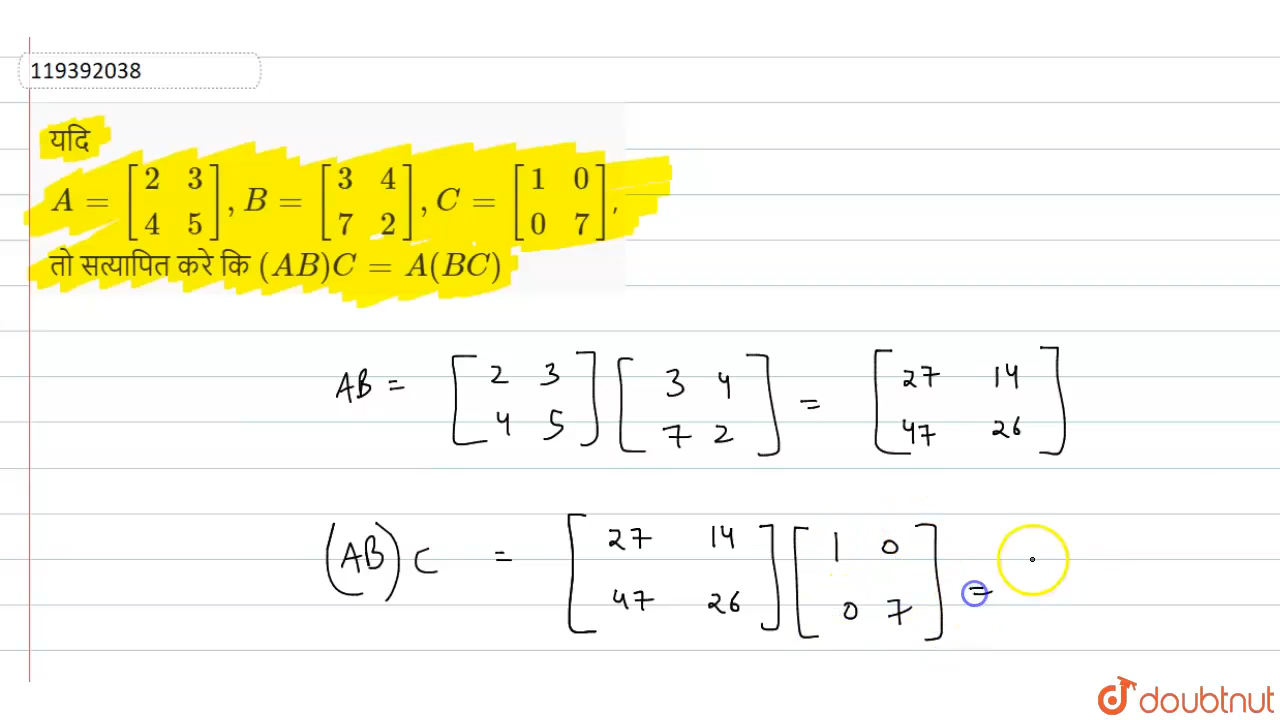 119392038
यदि
A = [2 3 4 5], B = [3 4 7 2], C = [1 0 0 7],
तो सत्यापित करे कि (AB)C = A(BC)
AB = [2 3 4 5] [3 4 7 2] = [27 14 47 26]
(AB) C = [27 14 47 26] [1 0 0 7] =
doubtnut